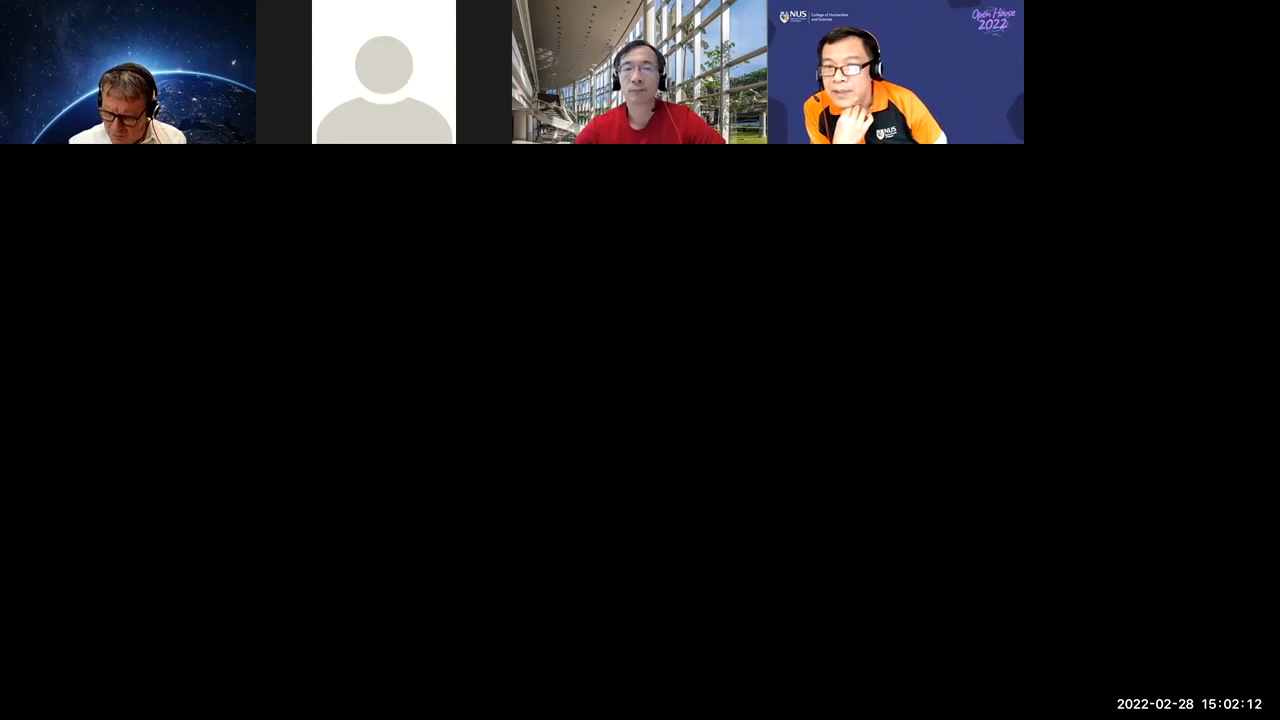 NUS
College of Humanities
and Sciences
Open House
2022
NUS
2022-02-28 15:02:12